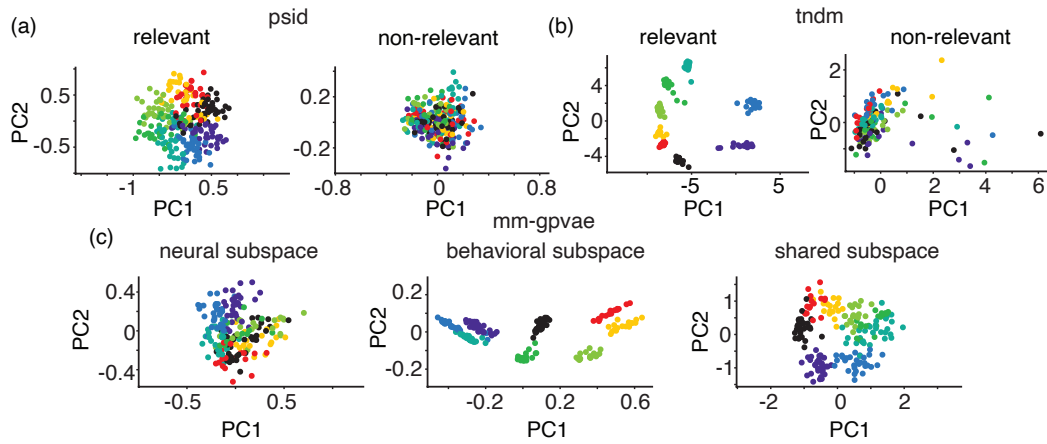 (a) psid
relevant non-relevant
PC2
0.5
-0.5
-1 0.5
PC1
0.2
0
-0.2
-0.8 0 0.8
PC1
(b) tndm
relevant non-relevant
PC2
4
0
-4
-5 5
PC1
2
0
0 2 4 6
PC1
(c) mm-gpvae
neural subspace behavioral subspace shared subspace
PC2
0.4
0
-0.4
-0.5 0.5
PC1
PC2
0.2
0
-0.2
-0.2 0.2 0.6
PC1
PC2
1
0
-1
-2 0 2
PC1